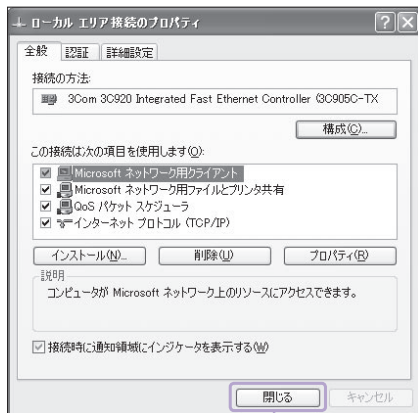 ローカル エリア接続のプロパティ
全般 認証 詳細設定
接続の方法:
3Com 3C920 Integrated Fast Ethernet Controller (3C905C-TX
構成(C)...
この接続は次の項目を使用します(O):
Microsoft ネットワーク用クライアント
Microsoft ネットワーク用ファイルとプリンタ共有
QoS パケット スケジューラ
インターネット プロトコル (TCP/IP)
インストール(N)... 削除(U) プロパティ(R)
説明
コンピュータが Microsoft ネットワーク上のリソースにアクセスできます。
接続時に通知領域にインジケータを表示する(W)
閉じる キャンセル